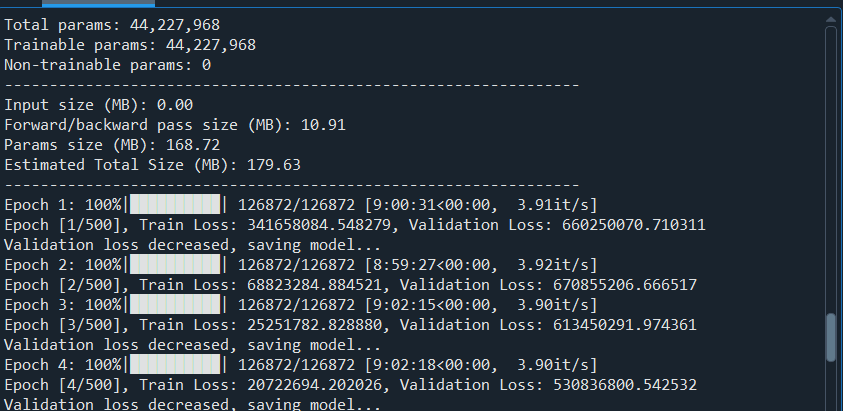 Total params: 44,227,968
Trainable params: 44,227,968
Non-trainable params: 0
----------------------------------------------------------------
Input size (MB): 0.00
Forward/backward pass size (MB): 10.91
Params size (MB): 168.72
Estimated Total Size (MB): 179.63
----------------------------------------------------------------
Epoch 1: 100%|██████████| 126872/126872 [9:00:31<00:00,  3.91it/s]
Epoch [1/500], Train Loss: 341658084.548279, Validation Loss: 660250070.710311
Validation loss decreased, saving model...
Epoch 2: 100%|██████████| 126872/126872 [8:59:27<00:00,  3.92it/s]
Epoch [2/500], Train Loss: 68823284.884521, Validation Loss: 670855206.666517
Epoch 3: 100%|██████████| 126872/126872 [9:02:15<00:00,  3.90it/s]
Epoch [3/500], Train Loss: 25251782.828880, Validation Loss: 613450291.974361
Validation loss decreased, saving model...
Epoch 4: 100%|██████████| 126872/126872 [9:02:18<00:00,  3.90it/s]
Epoch [4/500], Train Loss: 20722694.202026, Validation Loss: 530836800.542532
Validation loss decreased, saving model...